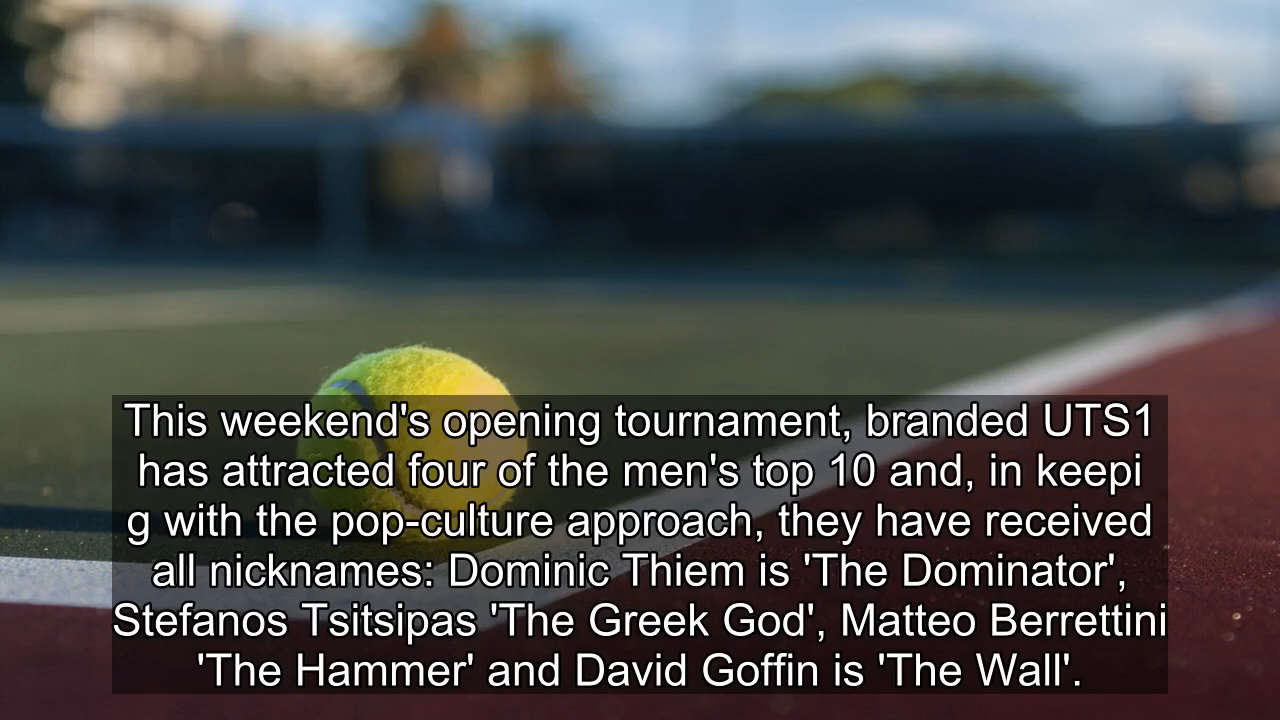 This weekend's opening tournament, branded UTS1
has attracted four of the men's top 10 and, in keepi
g with the pop-culture approach, they have received
all nicknames: Dominic Thiem is 'The Dominator',
Stefanos Tsitsipas 'The Greek God', Matteo Berrettini
'The Hammer' and David Goffin is 'The Wall'.